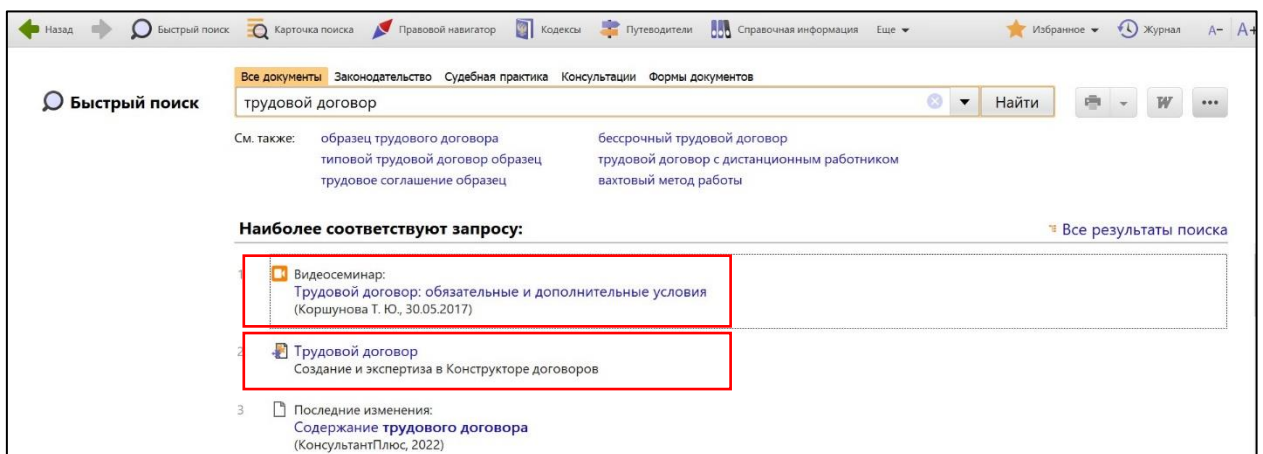 Назад Быстрый поиск Карточка поиска Правовой навигатор Кодексы Путеводители Справочная информация Еще Избранное Журнал А- А+
Все документы Законодательство Судебная практика Консультации Формы документов
Быстрый поиск трудовой договор Найти W ...
См. также: образец трудового договора бессрочный трудовой договор
типовой трудовой договор образец трудовой договор с дистанционным работником
трудовое соглашение образец вахтовый метод работы
Наиболее соответствуют запросу: Все результаты поиска
1 Видеосеминар:
Трудовой договор: обязательные и дополнительные условия
(Коршунова Т. Ю., 30.05.2017)
2 Трудовой договор
Создание и экспертиза в Конструкторе договоров
3 Последние изменения:
Содержание трудового договора
(КонсультантПлюс, 2022)